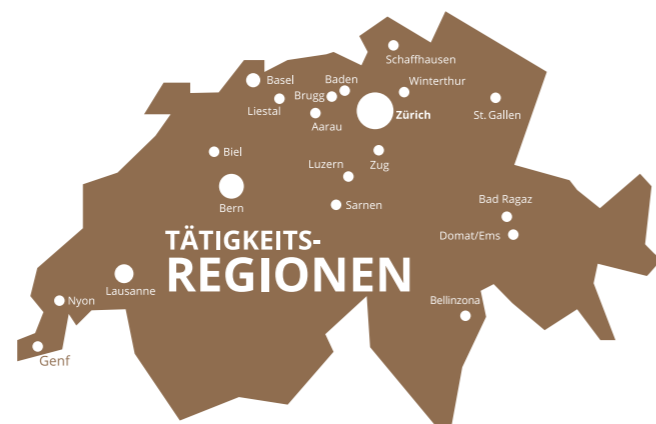 Schaffhausen
Basel
Baden
Winterthur
Brugg
Liestal
Zürich
St. Gallen
Aarau
Biel
Luzern
Zug
Bern
Sarnen
Bad Ragaz
Domat/Ems
TÄTIGKEITS-
REGIONEN
Lausanne
Nyon
Bellinzona
Genf